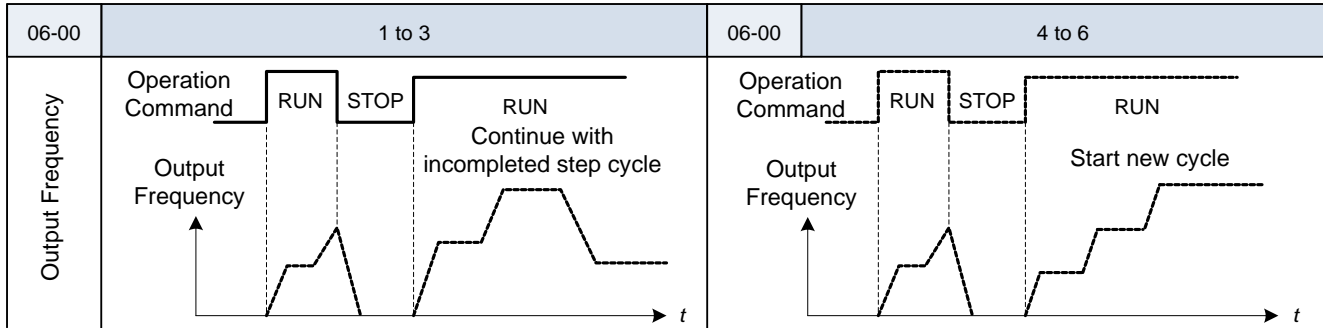 06-00
1 to 3
06-00
4 to 6
Output Frequency
Operation
Command
RUN
STOP
RUN
Continue with
incompleted step cycle
Output
Frequency
t
Operation
Command
RUN
STOP
RUN
Start new cycle
Output
Frequency
t